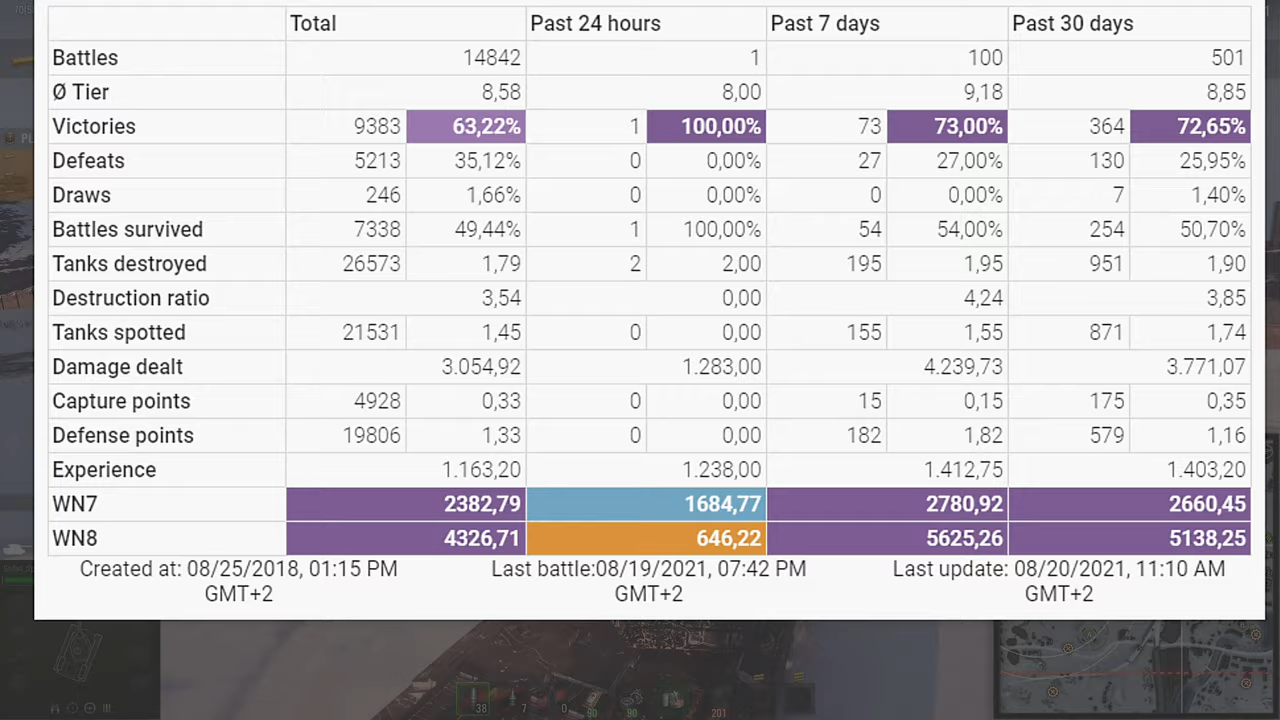 Total Past 24 hours Past 7 days Past 30 days
Battles 14842 1 100 501
Ø Tier 8,58 8,00 9,18 8,85
Victories 9383 63,22% 1 100,00% 73 73,00% 364 72,65%
Defeats 5213 35,12% 0 0,00% 27 27,00% 130 25,95%
Draws 246 1,66% 0 0,00% 0 0,00% 7 1,40%
Battles survived 7338 49,44% 1 100,00% 54 54,00% 254 50,70%
Tanks destroyed 26573 1,79 2 2,00 195 1,95 951 1,90
Destruction ratio 3,54 0,00 4,24 3,85
Tanks spotted 21531 1,45 0 0,00 155 1,55 871 1,74
Damage dealt 3.054,92 1.283,00 4.239,73 3.771,07
Capture points 4928 0,33 0 0,00 15 0,15 175 0,35
Defense points 19806 1,33 0 0,00 182 1,82 579 1,16
Experience 1.163,20 1.238,00 1.412,75 1.403,20
WN7 2382,79 1684,77 2780,92 2660,45
WN8 4326,71 646,22 5625,26 5138,25
Created at: 08/25/2018, 01:15 PM Last battle:08/19/2021, 07:42 PM Last update: 08/20/2021, 11:10 AM
GMT+2 GMT+2 GMT+2
38 7 0 90 90 201